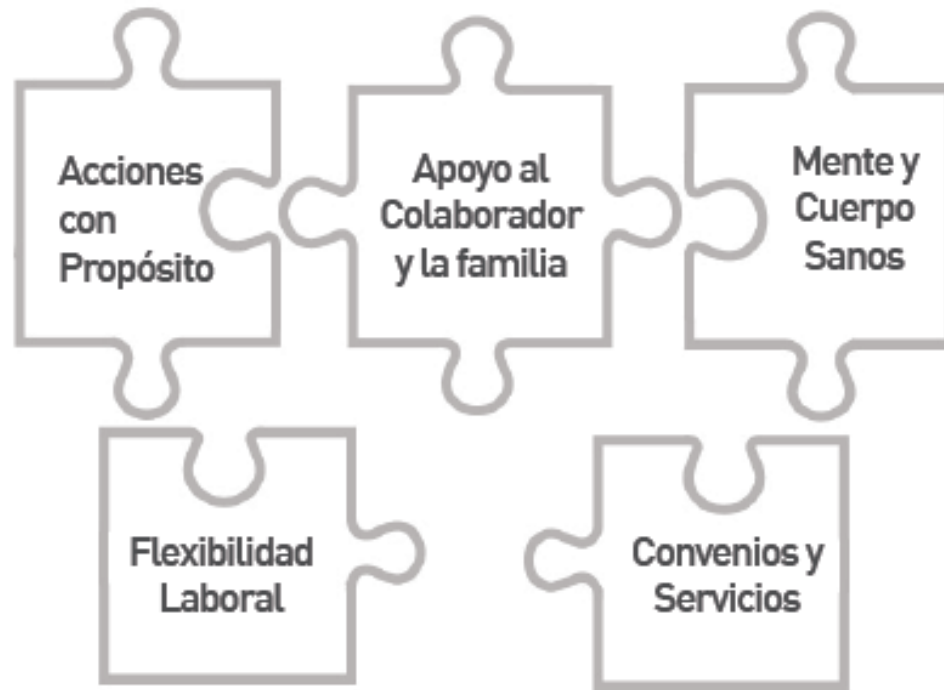 Acciones
con
Propósito
Apoyo al
Colaborador
y la familia
Mente y
Cuerpo
Sanos
Flexibilidad
Laboral
Convenios y
Servicios